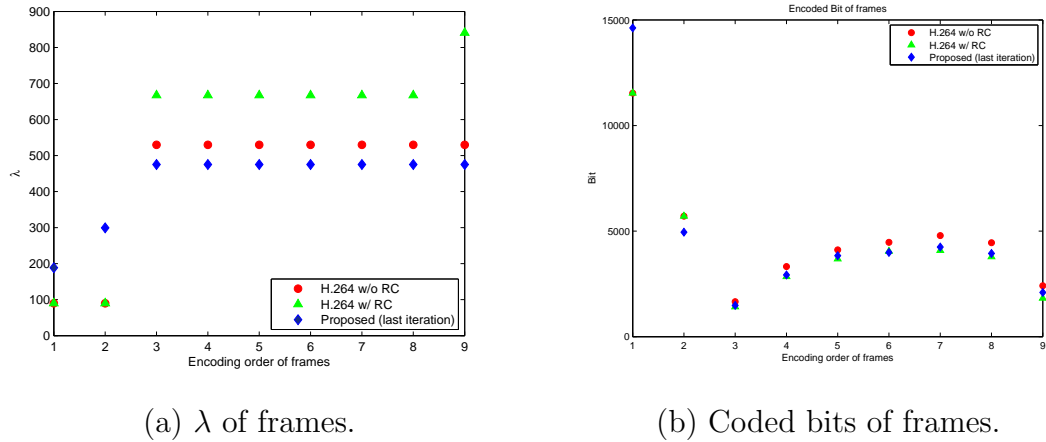 900
800
700
600
500
400
300
200
100
0
λ
1 2 3 4 5 6 7 8 9
Encoding order of frames
H.264 w/o RC
H.264 w/ RC
Proposed (last iteration)
(a) λ of frames.
Encoded Bit of frames
15000
10000
5000
0
Bit
1 2 3 4 5 6 7 8 9
Encoding order of frames
H.264 w/o RC
H.264 w/ RC
Proposed (last iteration)
(b) Coded bits of frames.